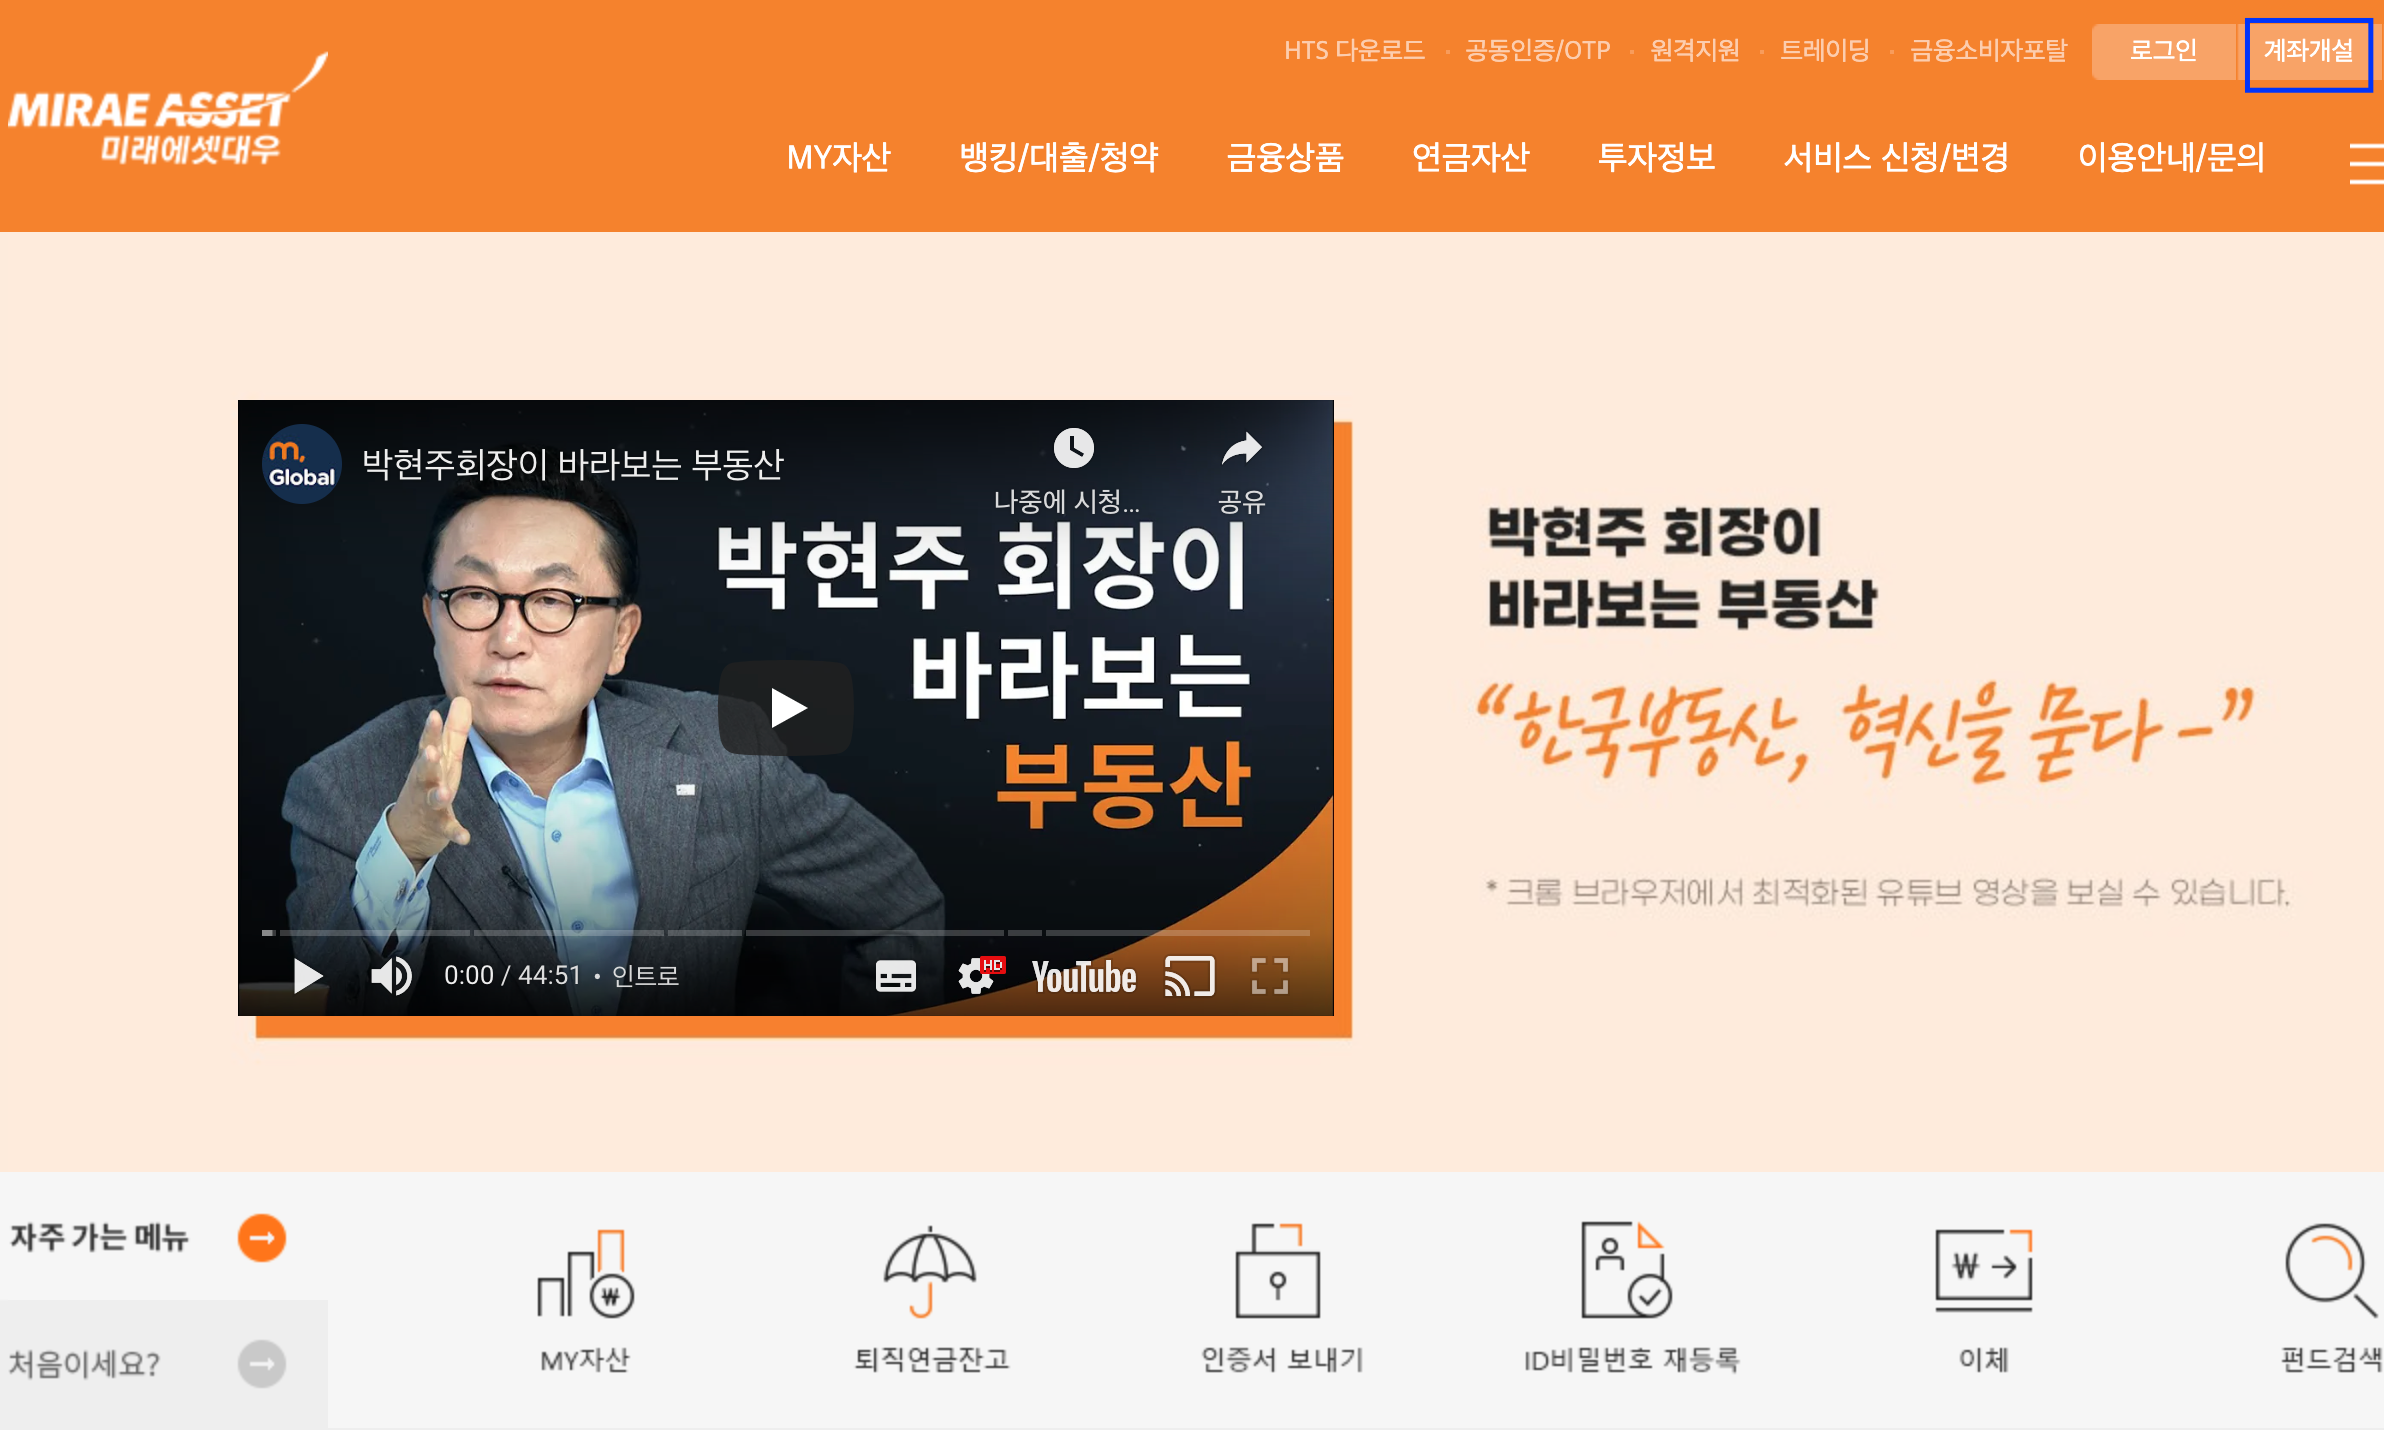 HTS 다운로드 · 공동인증/OTP · 원격지원 · 트레이딩 · 금융소비자포탈 로그인 계좌개설
MIRAE ASSET
미래에셋대우
MY자산 뱅킹/대출/청약 금융상품 연금자산 투자정보 서비스 신청/변경 이용안내/문의
m.
Global
박현주회장이 바라보는 부동산
나중에 시청... 공유
박현주 회장이
바라보는
부동산
0:00 / 44:51 • 인트로
HD
YouTube
박현주 회장이
바라보는 부동산
“한국부동산, 혁신을 묻다 -”
* 크롬 브라우저에서 최적화된 유튜브 영상을 보실 수 있습니다.
자주 가는 메뉴
처음이세요?
MY자산 퇴직연금잔고 인증서 보내기 ID비밀번호 재등록 이체 펀드검색